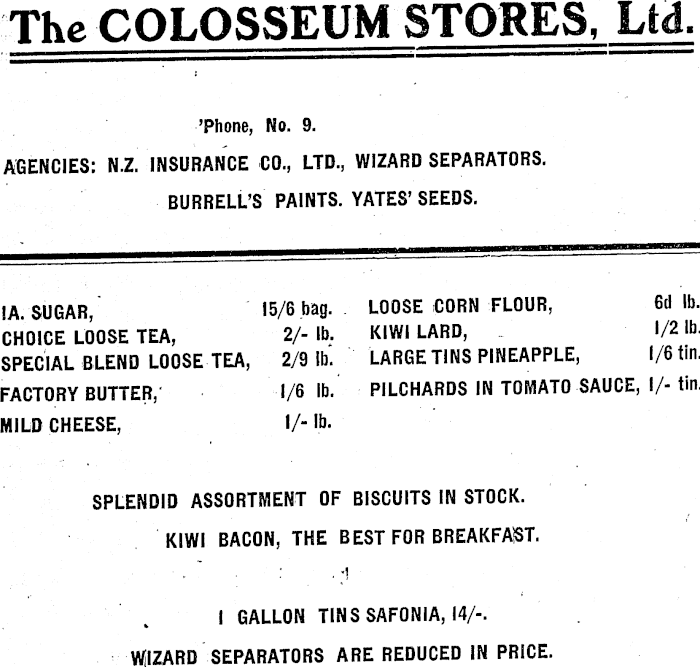 The COLOSSEUM STORES, Ltd.
'Phone, No. 9.
AGENCIES: N.Z. INSURANCE CO., LTD., WIZARD SEPARATORS.
BURRELL'S PAINTS. YATES' SEEDS.
IA. SUGAR, 15/6 bag.
CHOICE LOOSE TEA, 2/- lb.
SPECIAL BLEND LOOSE TEA, 2/9 lb.
FACTORY BUTTER, 1/6 lb.
MILD CHEESE, 1/- lb.
LOOSE CORN FLOUR, 6d lb.
KIWI LARD, 1/2 lb.
LARGE TINS PINEAPPLE, 1/6 tin.
PILCHARDS IN TOMATO SAUCE, 1/- tin.
SPLENDID ASSORTMENT OF BISCUITS IN STOCK.
KIWI BACON, THE BEST FOR BREAKFAST.
1 GALLON TINS SAFONIA, 14/-.
WIZARD SEPARATORS ARE REDUCED IN PRICE.